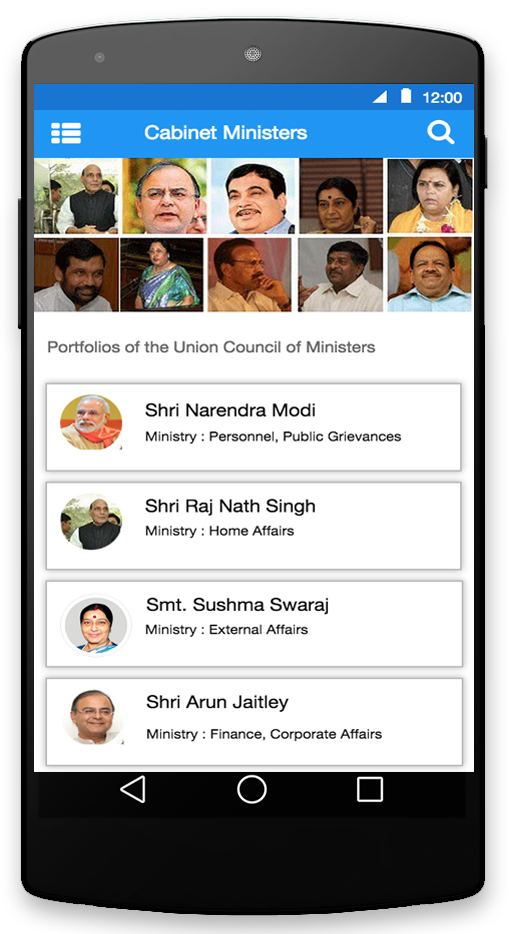 12:00
Cabinet Ministers
Portfolios of the Union Council of Ministers
Shri Narendra Modi
Ministry : Personnel, Public Grievances
Shri Raj Nath Singh
Ministry : Home Affairs
Smt. Sushma Swaraj
Ministry : External Affairs
Shri Arun Jaitley
Ministry : Finance, Corporate Affairs